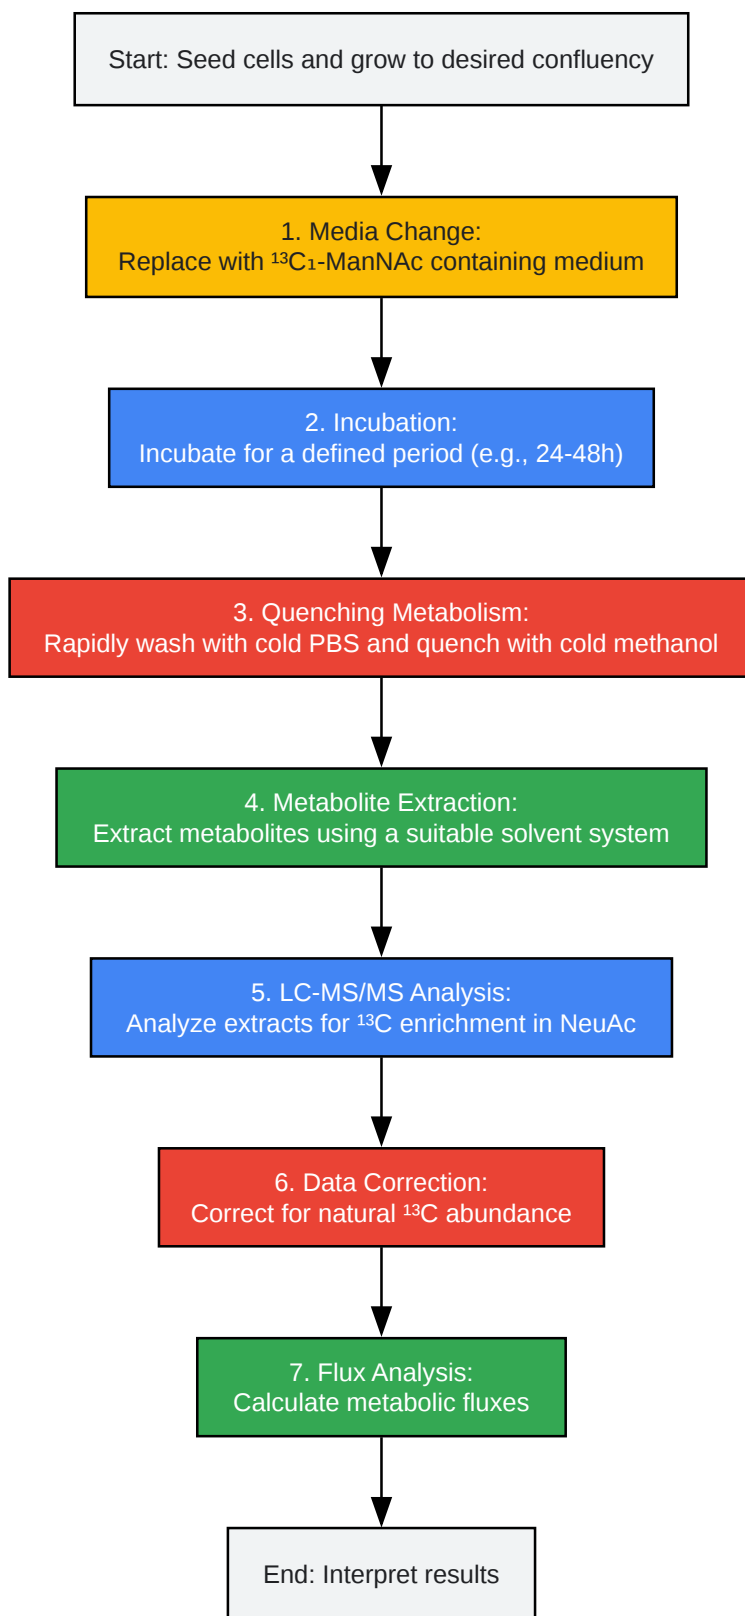 Start: Seed cells and grow to desired confluency
1. Media Change:
Replace with ¹³C₁-ManNAc containing medium
2. Incubation:
Incubate for a defined period (e.g., 24-48h)
3. Quenching Metabolism:
Rapidly wash with cold PBS and quench with cold methanol
4. Metabolite Extraction:
Extract metabolites using a suitable solvent system
5. LC-MS/MS Analysis:
Analyze extracts for ¹³C enrichment in NeuAc
6. Data Correction:
Correct for natural ¹³C abundance
7. Flux Analysis:
Calculate metabolic fluxes
End: Interpret results